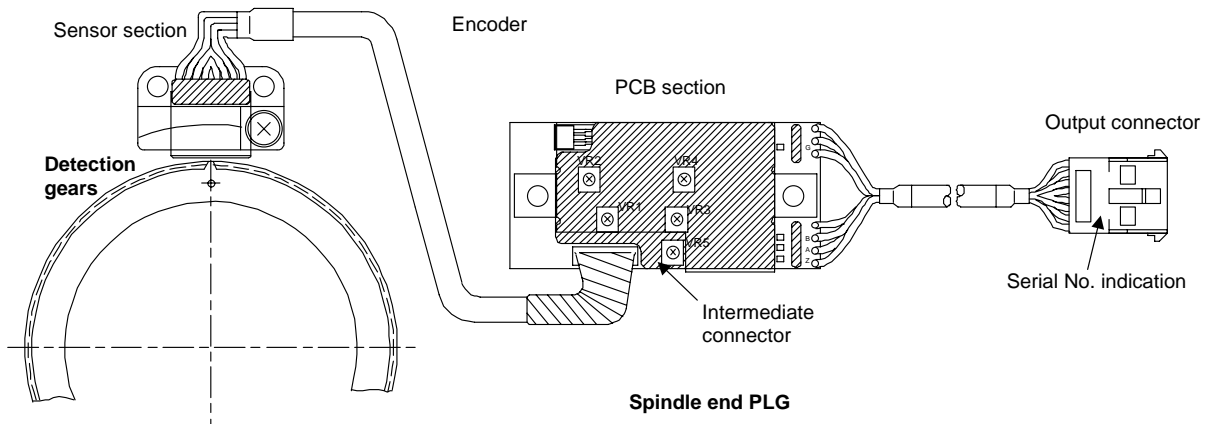 Sensor section
Encoder
PCB section
Output connector
Detection
gears
VR2
VR4
G
VR1
VR3
VR5
B
A
Z
Serial No. indication
Intermediate
connector
Spindle end PLG